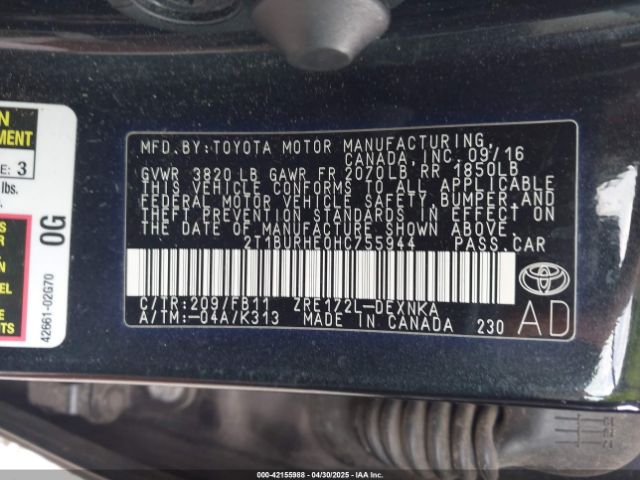 N
EMENT
E: 3
lbs.
0G
42661-02G70
MFD. BY: TOYOTA MOTOR MANUFACTURING,
CANADA, INC. 09/16
GVWR 3820 LB GAWR FR 2070LB, RR 1850LB
THIS VEHICLE CONFORMS TO ALL APPLICABLE
FEDERAL MOTOR VEHICLE SAFETY, BUMPER, AND
THEFT PREVENTION STANDARDS IN EFFECT ON
THE DATE OF MANUFACTURE SHOWN ABOVE.
2T1BURHE0HC755944 PASS.CAR
C/TR:209/FB11 ZRE172L-DEXNKA
A/TM:-04A/K313 MADE IN CANADA 230
AD
000-42155988 - 04/30/2025 - IAA Inc.